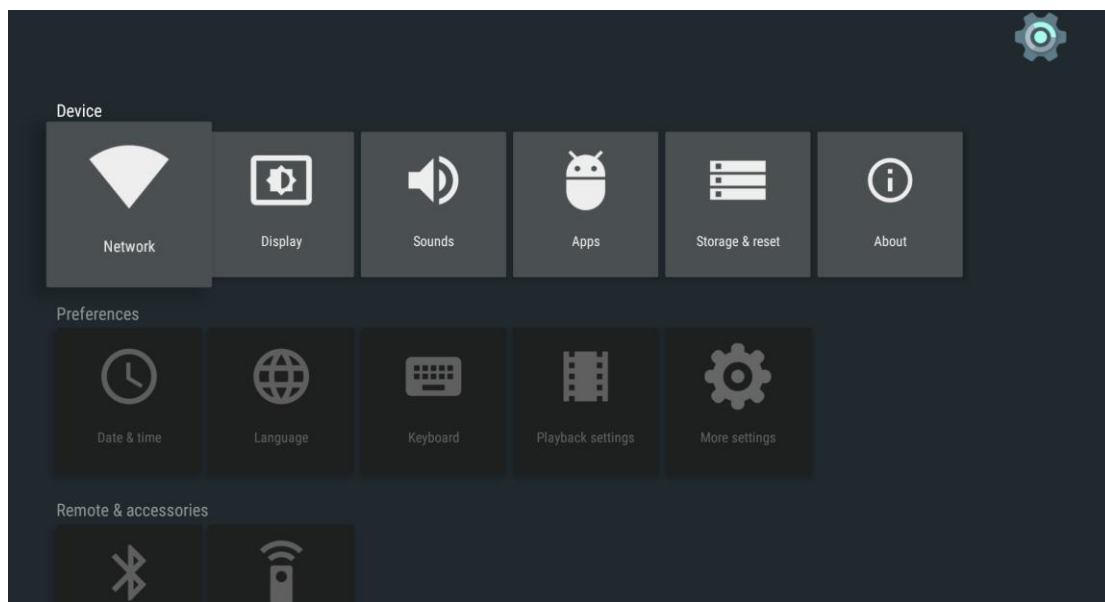 Device
Network
Display
Sounds
Apps
Storage & reset
About
Preferences
Date & time
Language
Keyboard
Playback settings
More settings
Remote & accessories